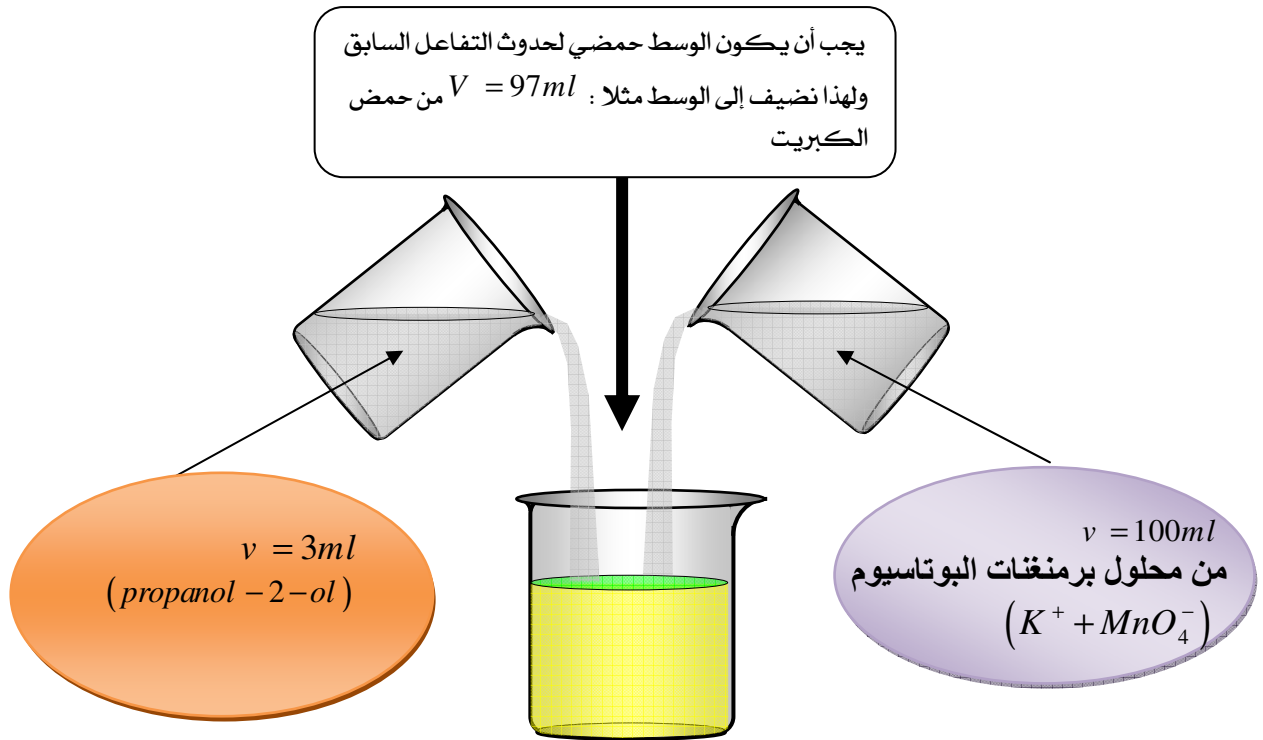 يجب أن يكون الوسط حمضي لحدوث التفاعل السابق
ولهذا نضيف إلى الوسط مثلا : V = 97ml من حمض
الكبريت
v = 3ml
(propanol − 2 − ol)
v = 100ml
من محلول برمنغنات البوتاسيوم
(K⁺ + MnO₄⁻)